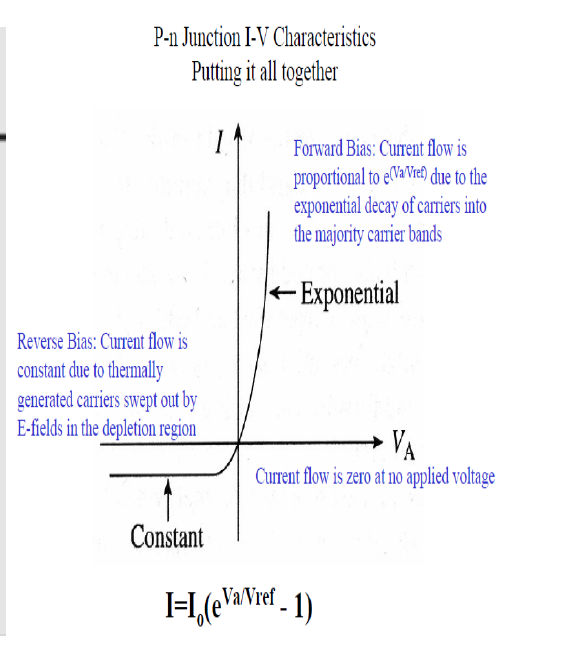 P-n Junction I-V Characteristics
Putting it all together
I
Forward Bias: Current flow is
proportional to e(Va/Vref) due to the
exponential decay of carriers into
the majority carrier bands
Exponential
Reverse Bias: Current flow is
constant due to thermally
generated carriers swept out by
E-fields in the depletion region
VA
Current flow is zero at no applied voltage
Constant
I=I0(eVa/Vref - 1)